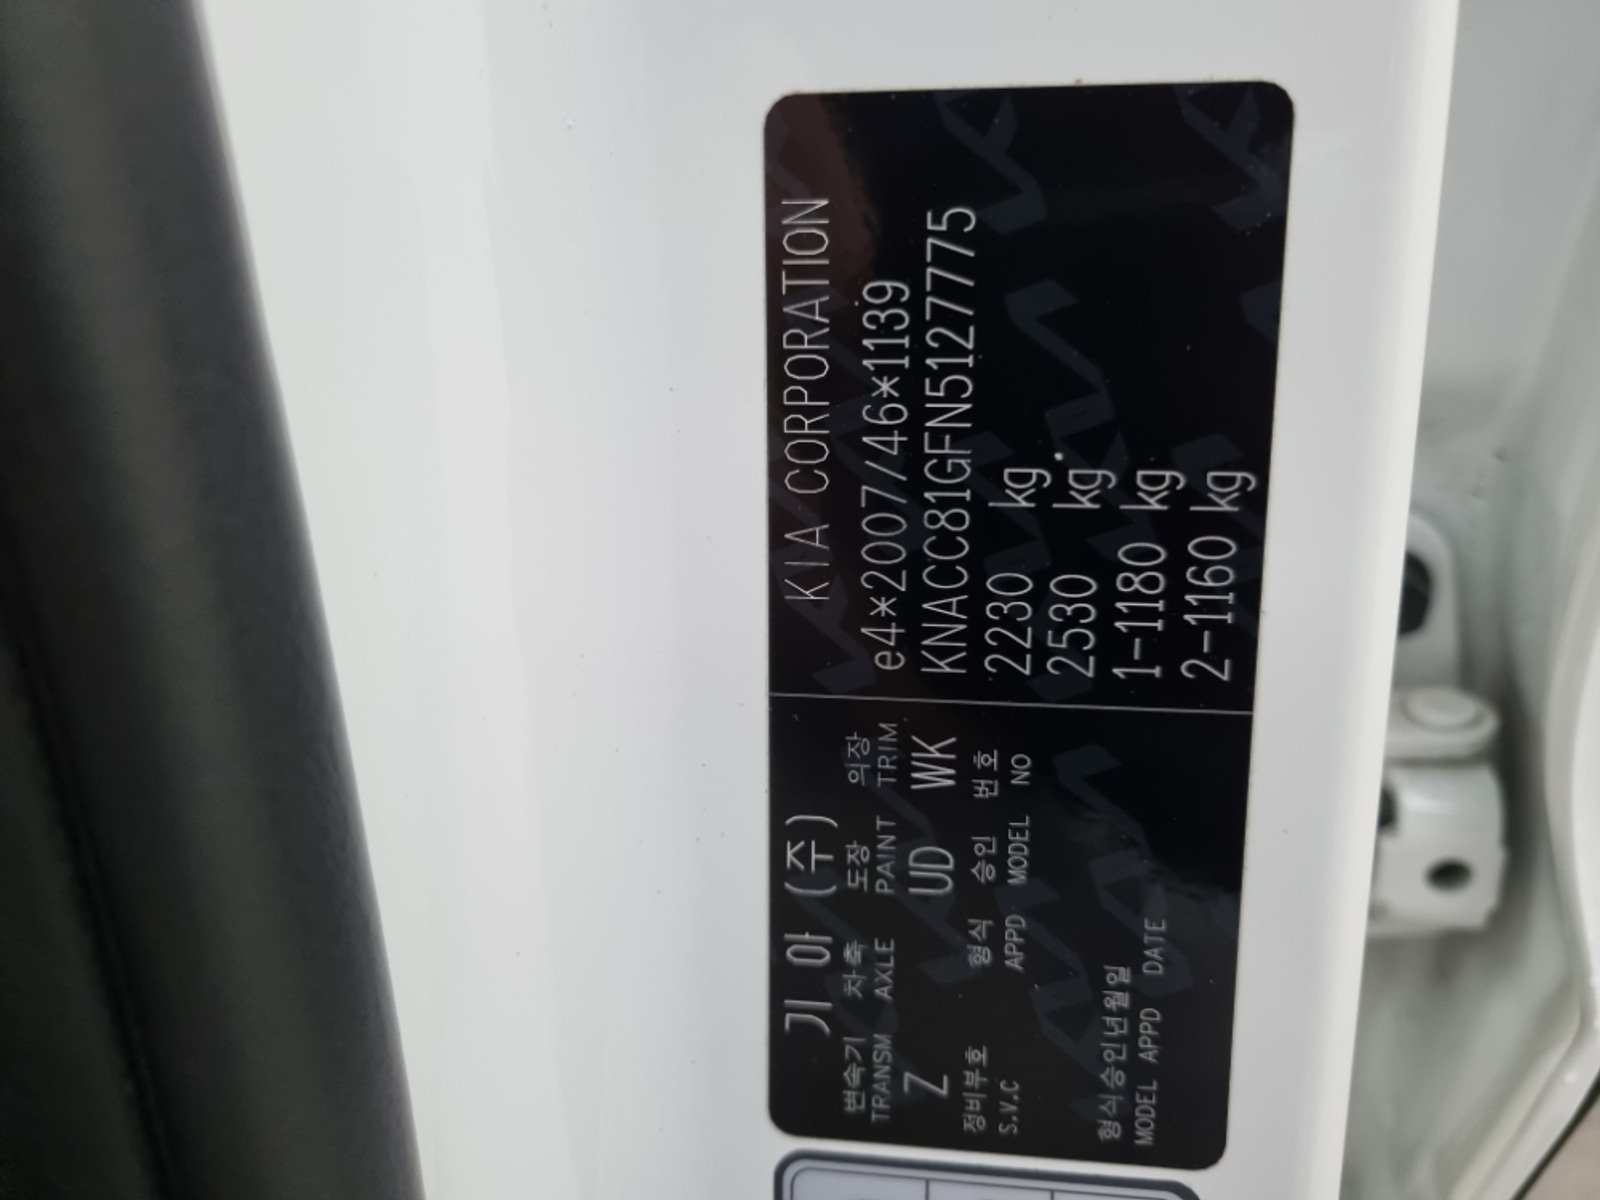 기 아 (주)
변속기 차축 도장 의장
TRANSM AXLE PAINT TRIM
Z UD WK
정비부호 형식 승인 번호
S.V.C APPD MODEL NO
형식승인년월일
MODEL APPD DATE
KIA CORPORATION
e4*2007/46*1139
KNACC81GFN5127775
2230 kg
2530 kg
1-1180 kg
2-1160 kg